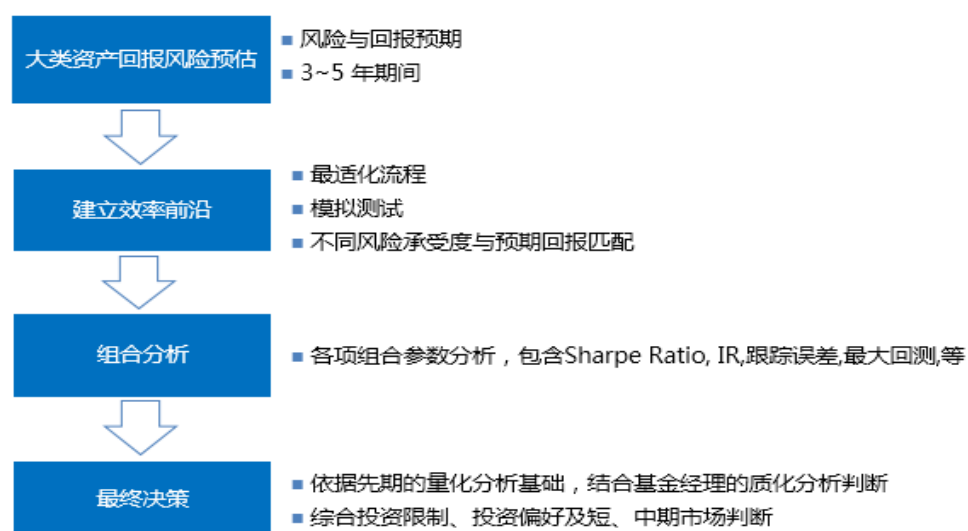 大类资产回报风险预估
■ 风险与回报预期
■ 3~5 年期间
建立效率前沿
■ 最适化流程
■ 模拟测试
■ 不同风险承受度与预期回报匹配
组合分析
■ 各项组合参数分析，包含Sharpe Ratio, IR,跟踪误差,最大回测,等
最终决策
■ 依据先期的量化分析基础，结合基金经理的质化分析判断
■ 综合投资限制、投资偏好及短、中期市场判断